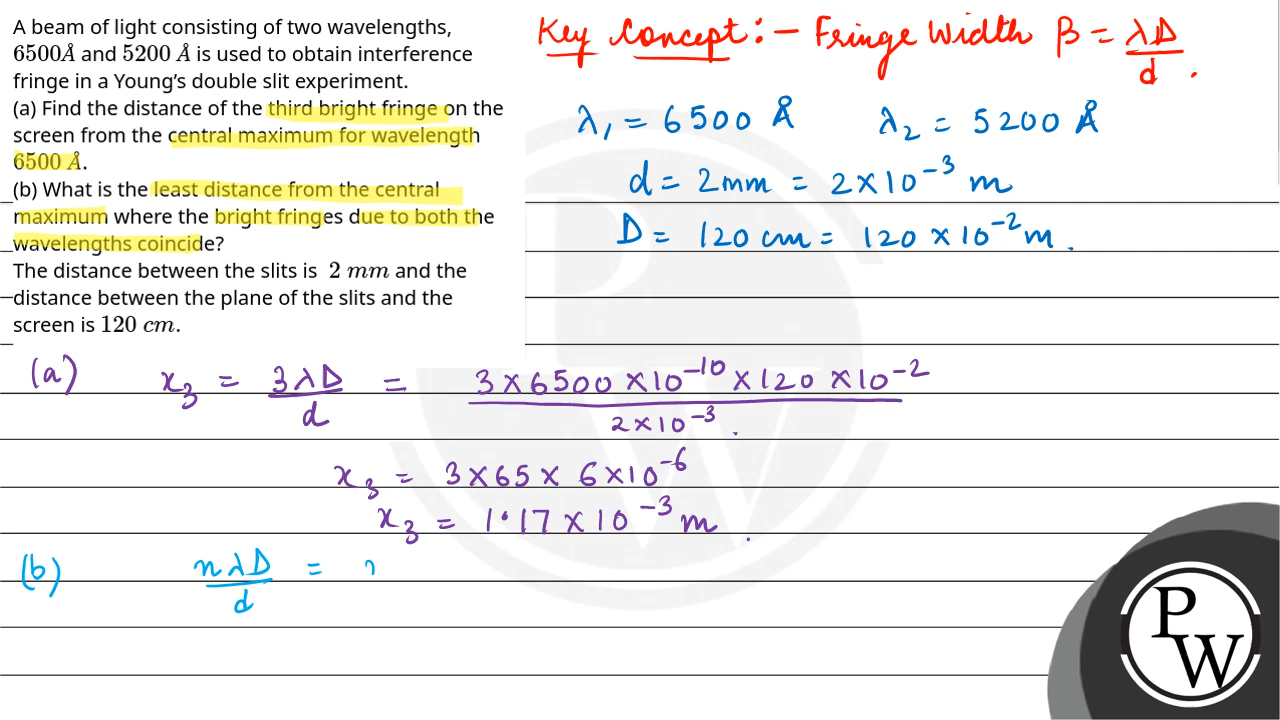 A beam of light consisting of two wavelengths,
6500Å and 5200 Å is used to obtain interference
fringe in a Young's double slit experiment.
(a) Find the distance of the third bright fringe on the
screen from the central maximum for wavelength
6500 Å.
(b) What is the least distance from the central
maximum where the bright fringes due to both the
wavelengths coincide?
The distance between the slits is 2 mm and the
distance between the plane of the slits and the
screen is 120 cm.
Key Concept :- Fringe Width β = λD/d .
λ₁ = 6500 Å λ₂ = 5200 Å
d = 2mm = 2×10⁻³ m
D = 120 cm = 120 × 10⁻² m .
(a) x₃ = 3λD/d = 3×6500×10⁻¹⁰×120×10⁻²/2×10⁻³ .
x₃ = 3×65× 6×10⁻⁶
x₃ = 1.17×10⁻³ m .
(b) nλD/d =
PW